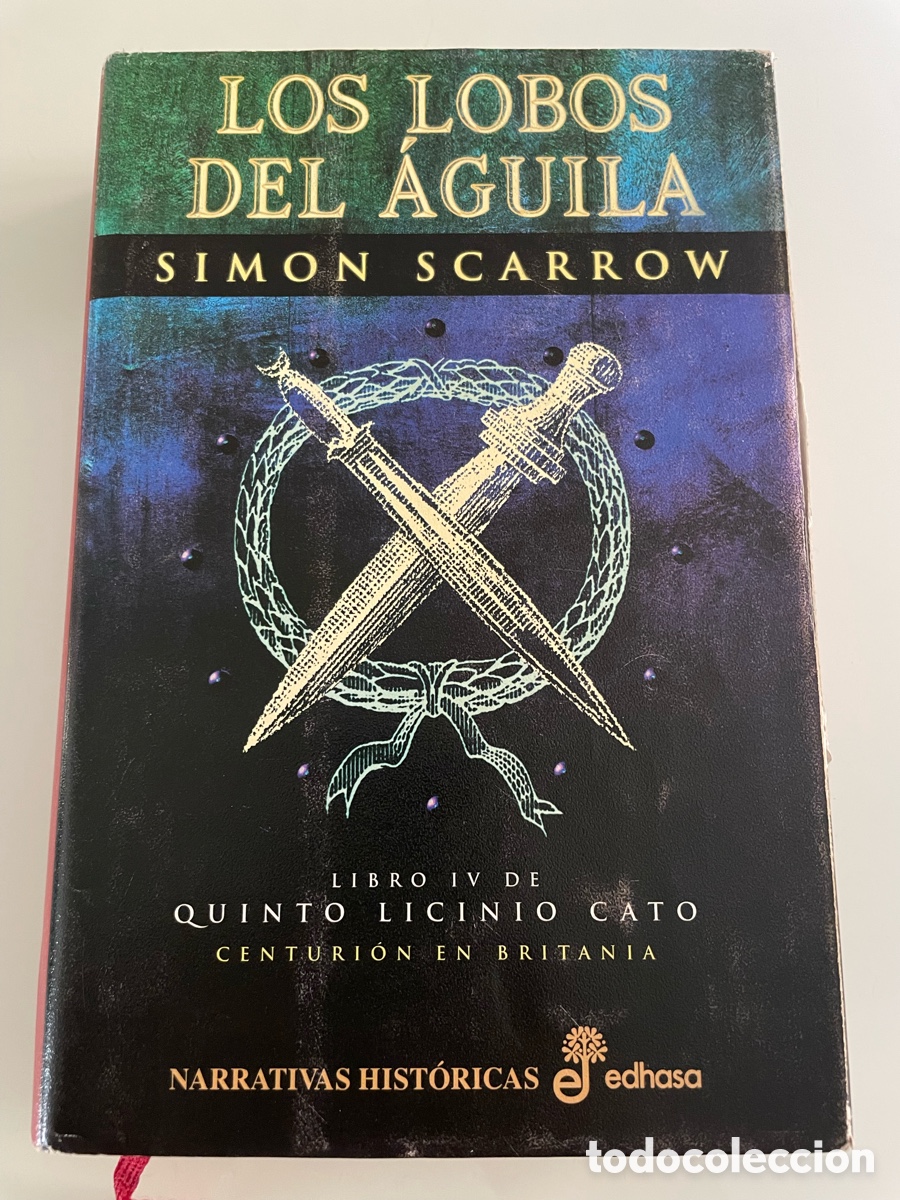 LOS LOBOS
DEL ÁGUILA
SIMON SCARROW
LIBRO IV DE
QUINTO LICINIO CATO
CENTURIÓN EN BRITANIA
NARRATIVAS HISTÓRICAS edhasa
todocoleccion